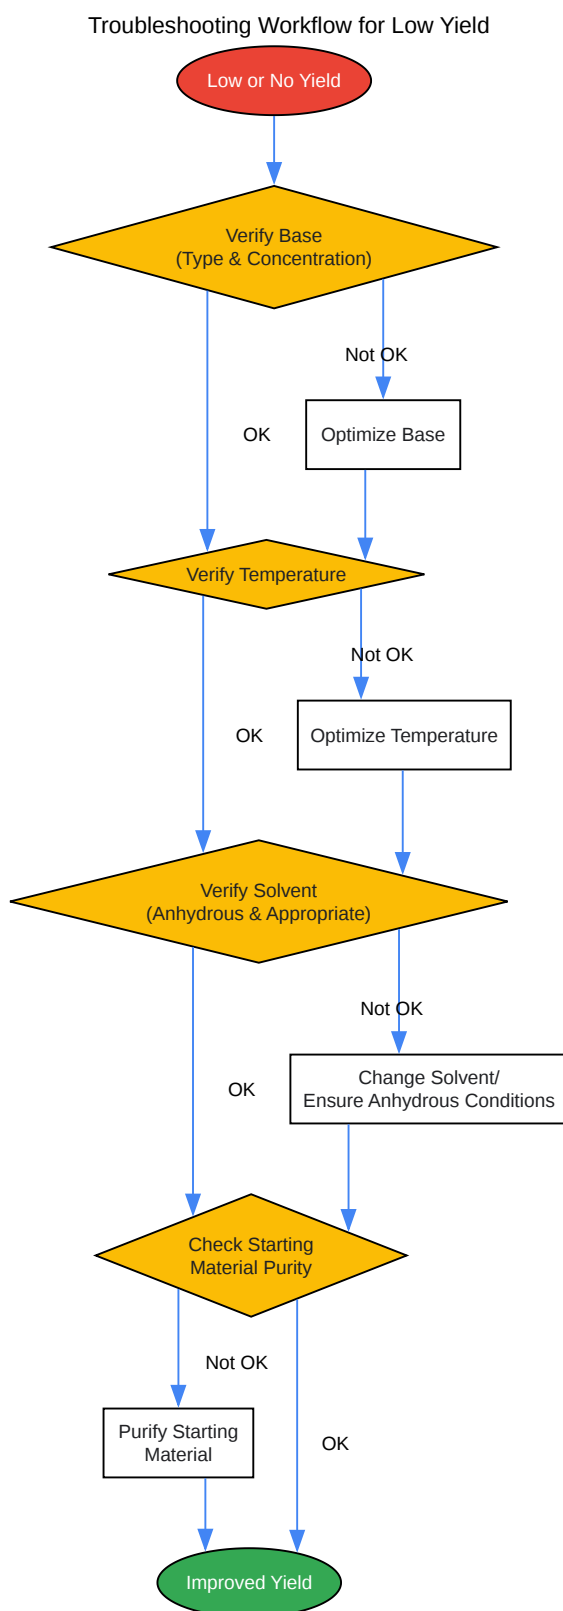 Troubleshooting Workflow for Low Yield
Low or No Yield
Verify Base
(Type & Concentration)
Not OK
OK
Optimize Base
Verify Temperature
Not OK
OK
Optimize Temperature
Verify Solvent
(Anhydrous & Appropriate)
Not OK
OK
Change Solvent/
Ensure Anhydrous Conditions
Check Starting
Material Purity
Not OK
Purify Starting
Material
OK
Improved Yield